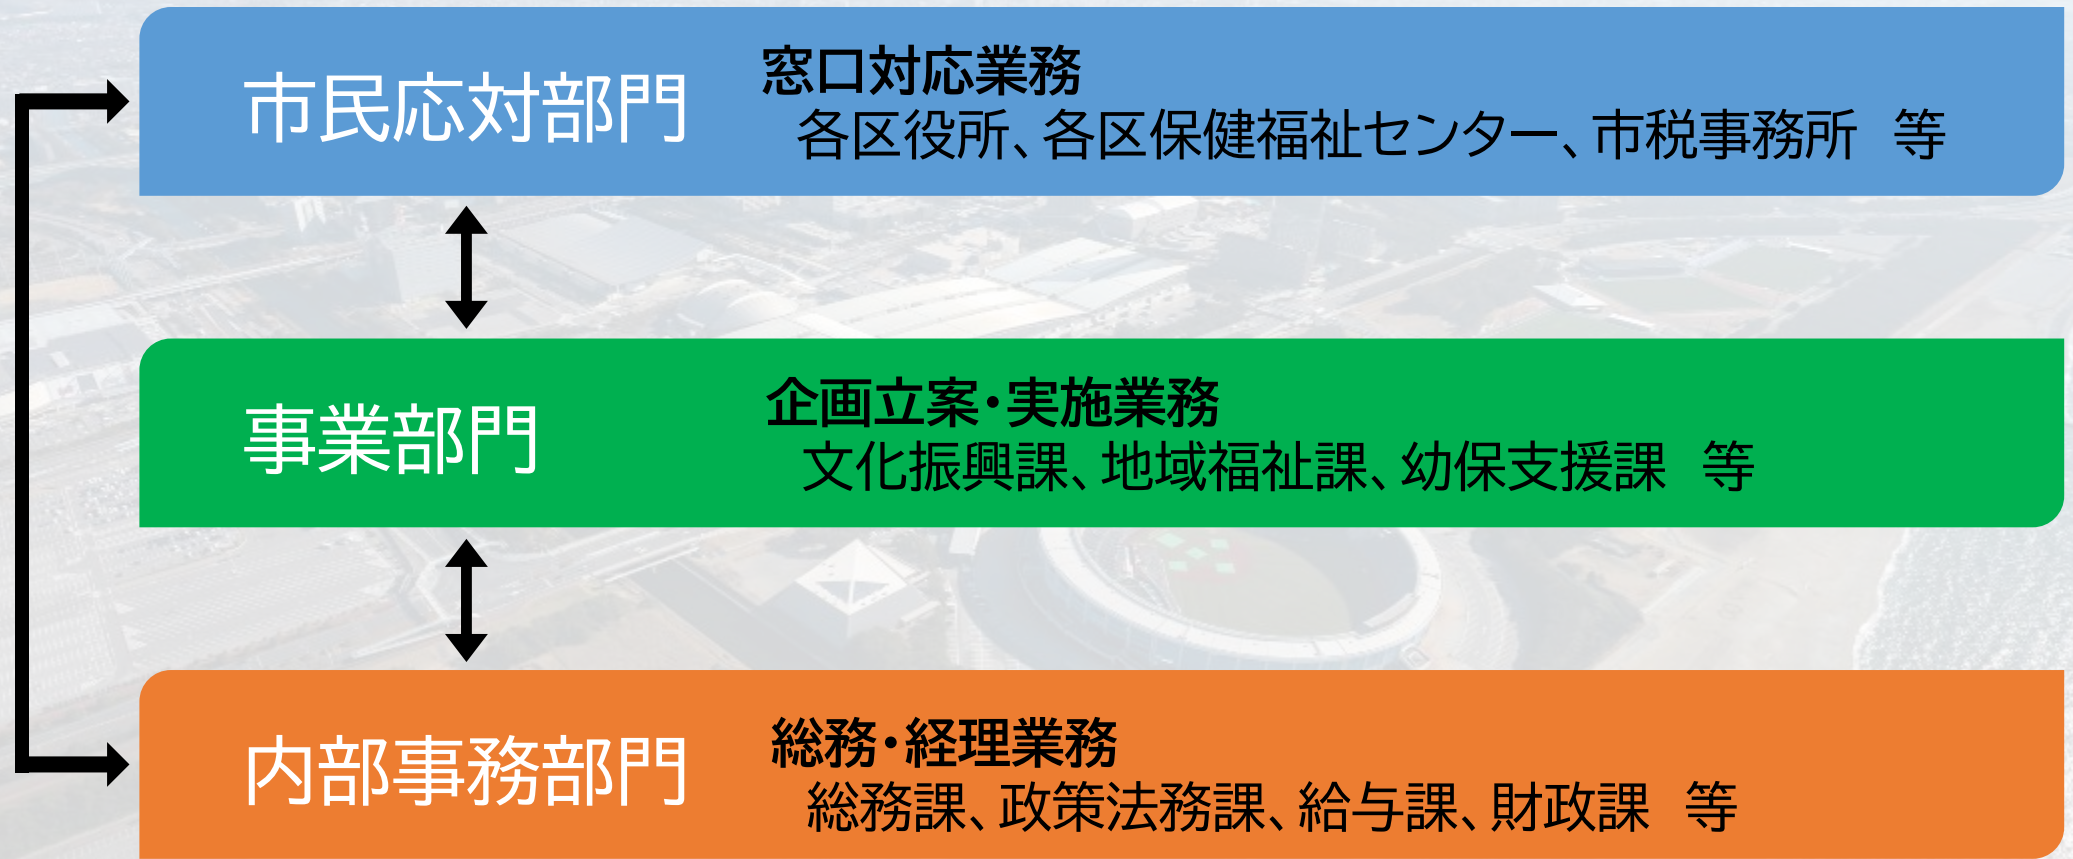 市民応対部門
窓口対応業務
各区役所、各区保健福祉センター、市税事務所　等
事業部門
企画立案・実施業務
文化振興課、地域福祉課、幼保支援課　等
内部事務部門
総務・経理業務
総務課、政策法務課、給与課、財政課　等